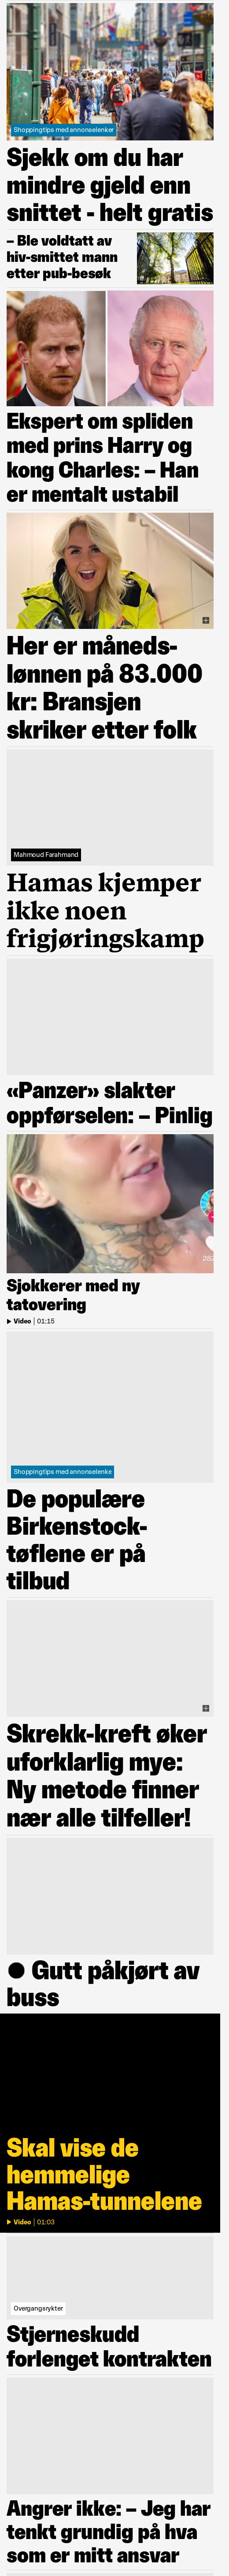 Shoppingtips med annonselenker
Sjekk om du har
mindre gjeld enn
snittet - helt gratis
– Ble voldtatt av
hiv-smittet mann
etter pub-besøk
Ekspert om spliden
med prins Harry og
kong Charles: – Han
er mentalt ustabil
Her er måneds-
lønnen på 83.000
kr: Bransjen
skriker etter folk
Mahmoud Farahmand
Hamas kjemper
ikke noen
frigjøringskamp
«Panzer» slakter
oppførselen: – Pinlig
Sjokkerer med ny
tatovering
Video | 01:15
Shoppingtips med annonselenke
De populære
Birkenstock-
tøflene er på
tilbud
Skrekk-kreft øker
uforklarlig mye:
Ny metode finner
nær alle tilfeller!
● Gutt påkjørt av
buss
Skal vise de
hemmelige
Hamas-tunnelene
Video | 01:03
Overgangsrykter
Stjerneskudd
forlenget kontrakten
Angrer ikke: – Jeg har
tenkt grundig på hva
som er mitt ansvar